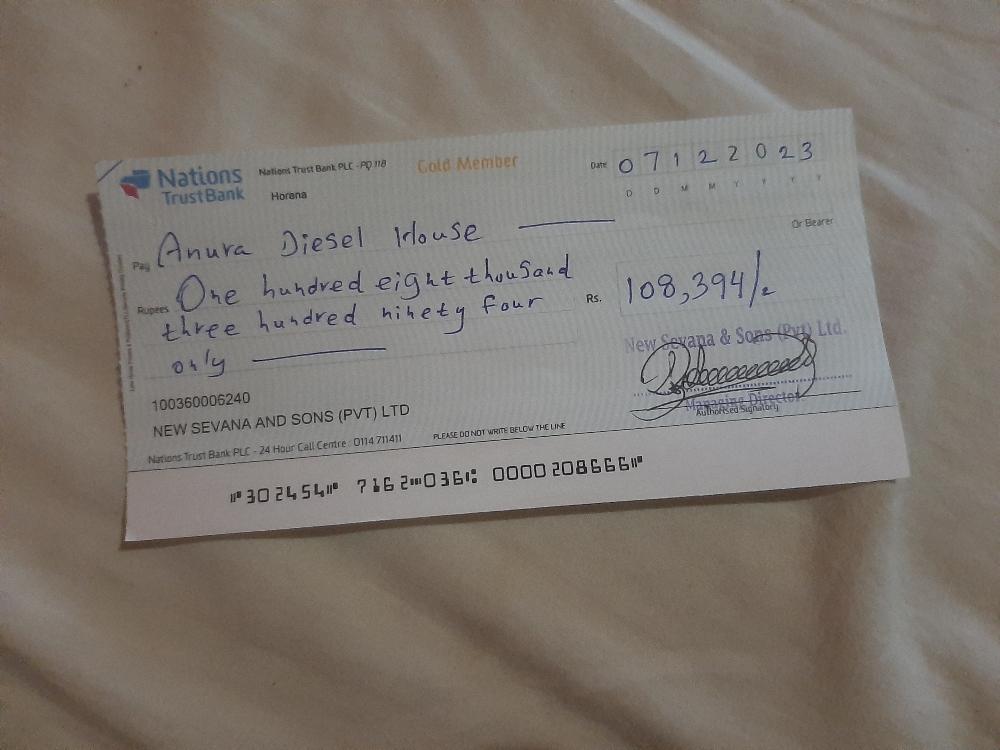 Nations
TrustBank
Nations Trust Bank PLC - PD 118
Horana
Gold Member
Date 07122023
D D M M Y Y Y Y
Pay Anura Diesel House
Or Bearer
Rupees One hundred eight thousand
three hundred ninety four
only
Rs. 108,394/-
New Sevana & Sons (Pvt) Ltd.
Managing Director
Authorised Signatory
100360006240
NEW SEVANA AND SONS (PVT) LTD
Nations Trust Bank PLC - 24 Hour Call Centre : 0114 711411
PLEASE DO NOT WRITE BELOW THE LINE
⑈302454⑈ 7162⑉036⑆ 0000208666⑈